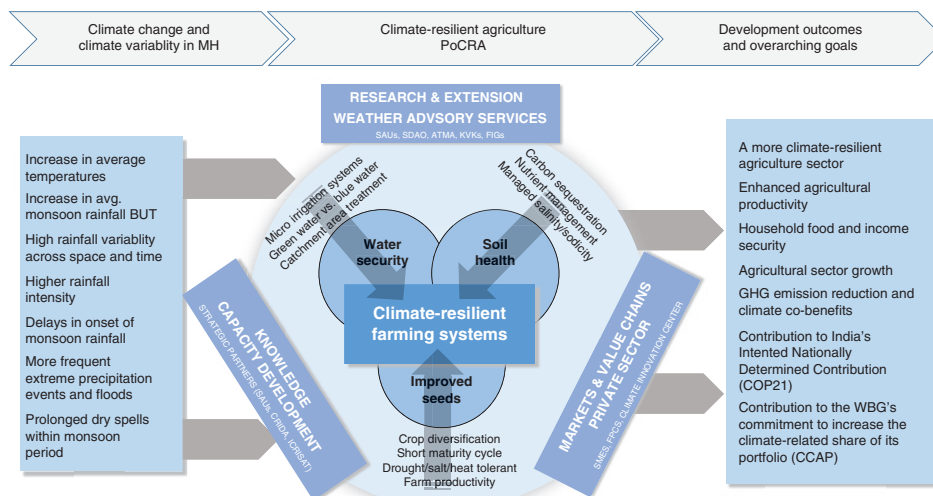 Climate change and
climate variablity in MH
Climate-resilient agriculture
PoCRA
Development outcomes
and overarching goals
RESEARCH & EXTENSION
WEATHER ADVSORY SERVICES
SAUs, SDAO, ATMA, KVKs, FIGs
Increase in average
temperatures
Increase in avg.
monsoon rainfall BUT
High rainfall variablity
across space and time
Higher rainfall
intensity
Delays in onset of
monsoon rainfall
More frequent
extreme precipitation
events and floods
Prolonged dry spells
within monsoon
period
Micro irrigation systems
Green water vs. blue water
Catchment area treatment
Carbon sequestration
Nutrient management
Managed salinity/sodicity
Water
security
Soil
health
Climate-resilient
farming systems
Improved
seeds
Crop diversification
Short maturity cycle
Drought/salt/heat tolerant
Farm productivity
KNOWLEDGE
CAPACITY DEVELOPMENT
STRATEGIC PARTNERS (SAUs, CRIDA, ICRISAT)
MARKETS & VALUE CHAINS
PRIVATE SECTOR
SMES, FPCS, CLIMATE INNOVATION CENTER
A more climate-resilient
agriculture sector
Enhanced agricultural
productivity
Household food and income
security
Agricultural sector growth
GHG emission reduction and
climate co-benefits
Contribution to India's
Intented Nationally
Determined Contribution
(COP21)
Contribution to the WBG's
commitment to increase the
climate-related share of its
portfolio (CCAP)